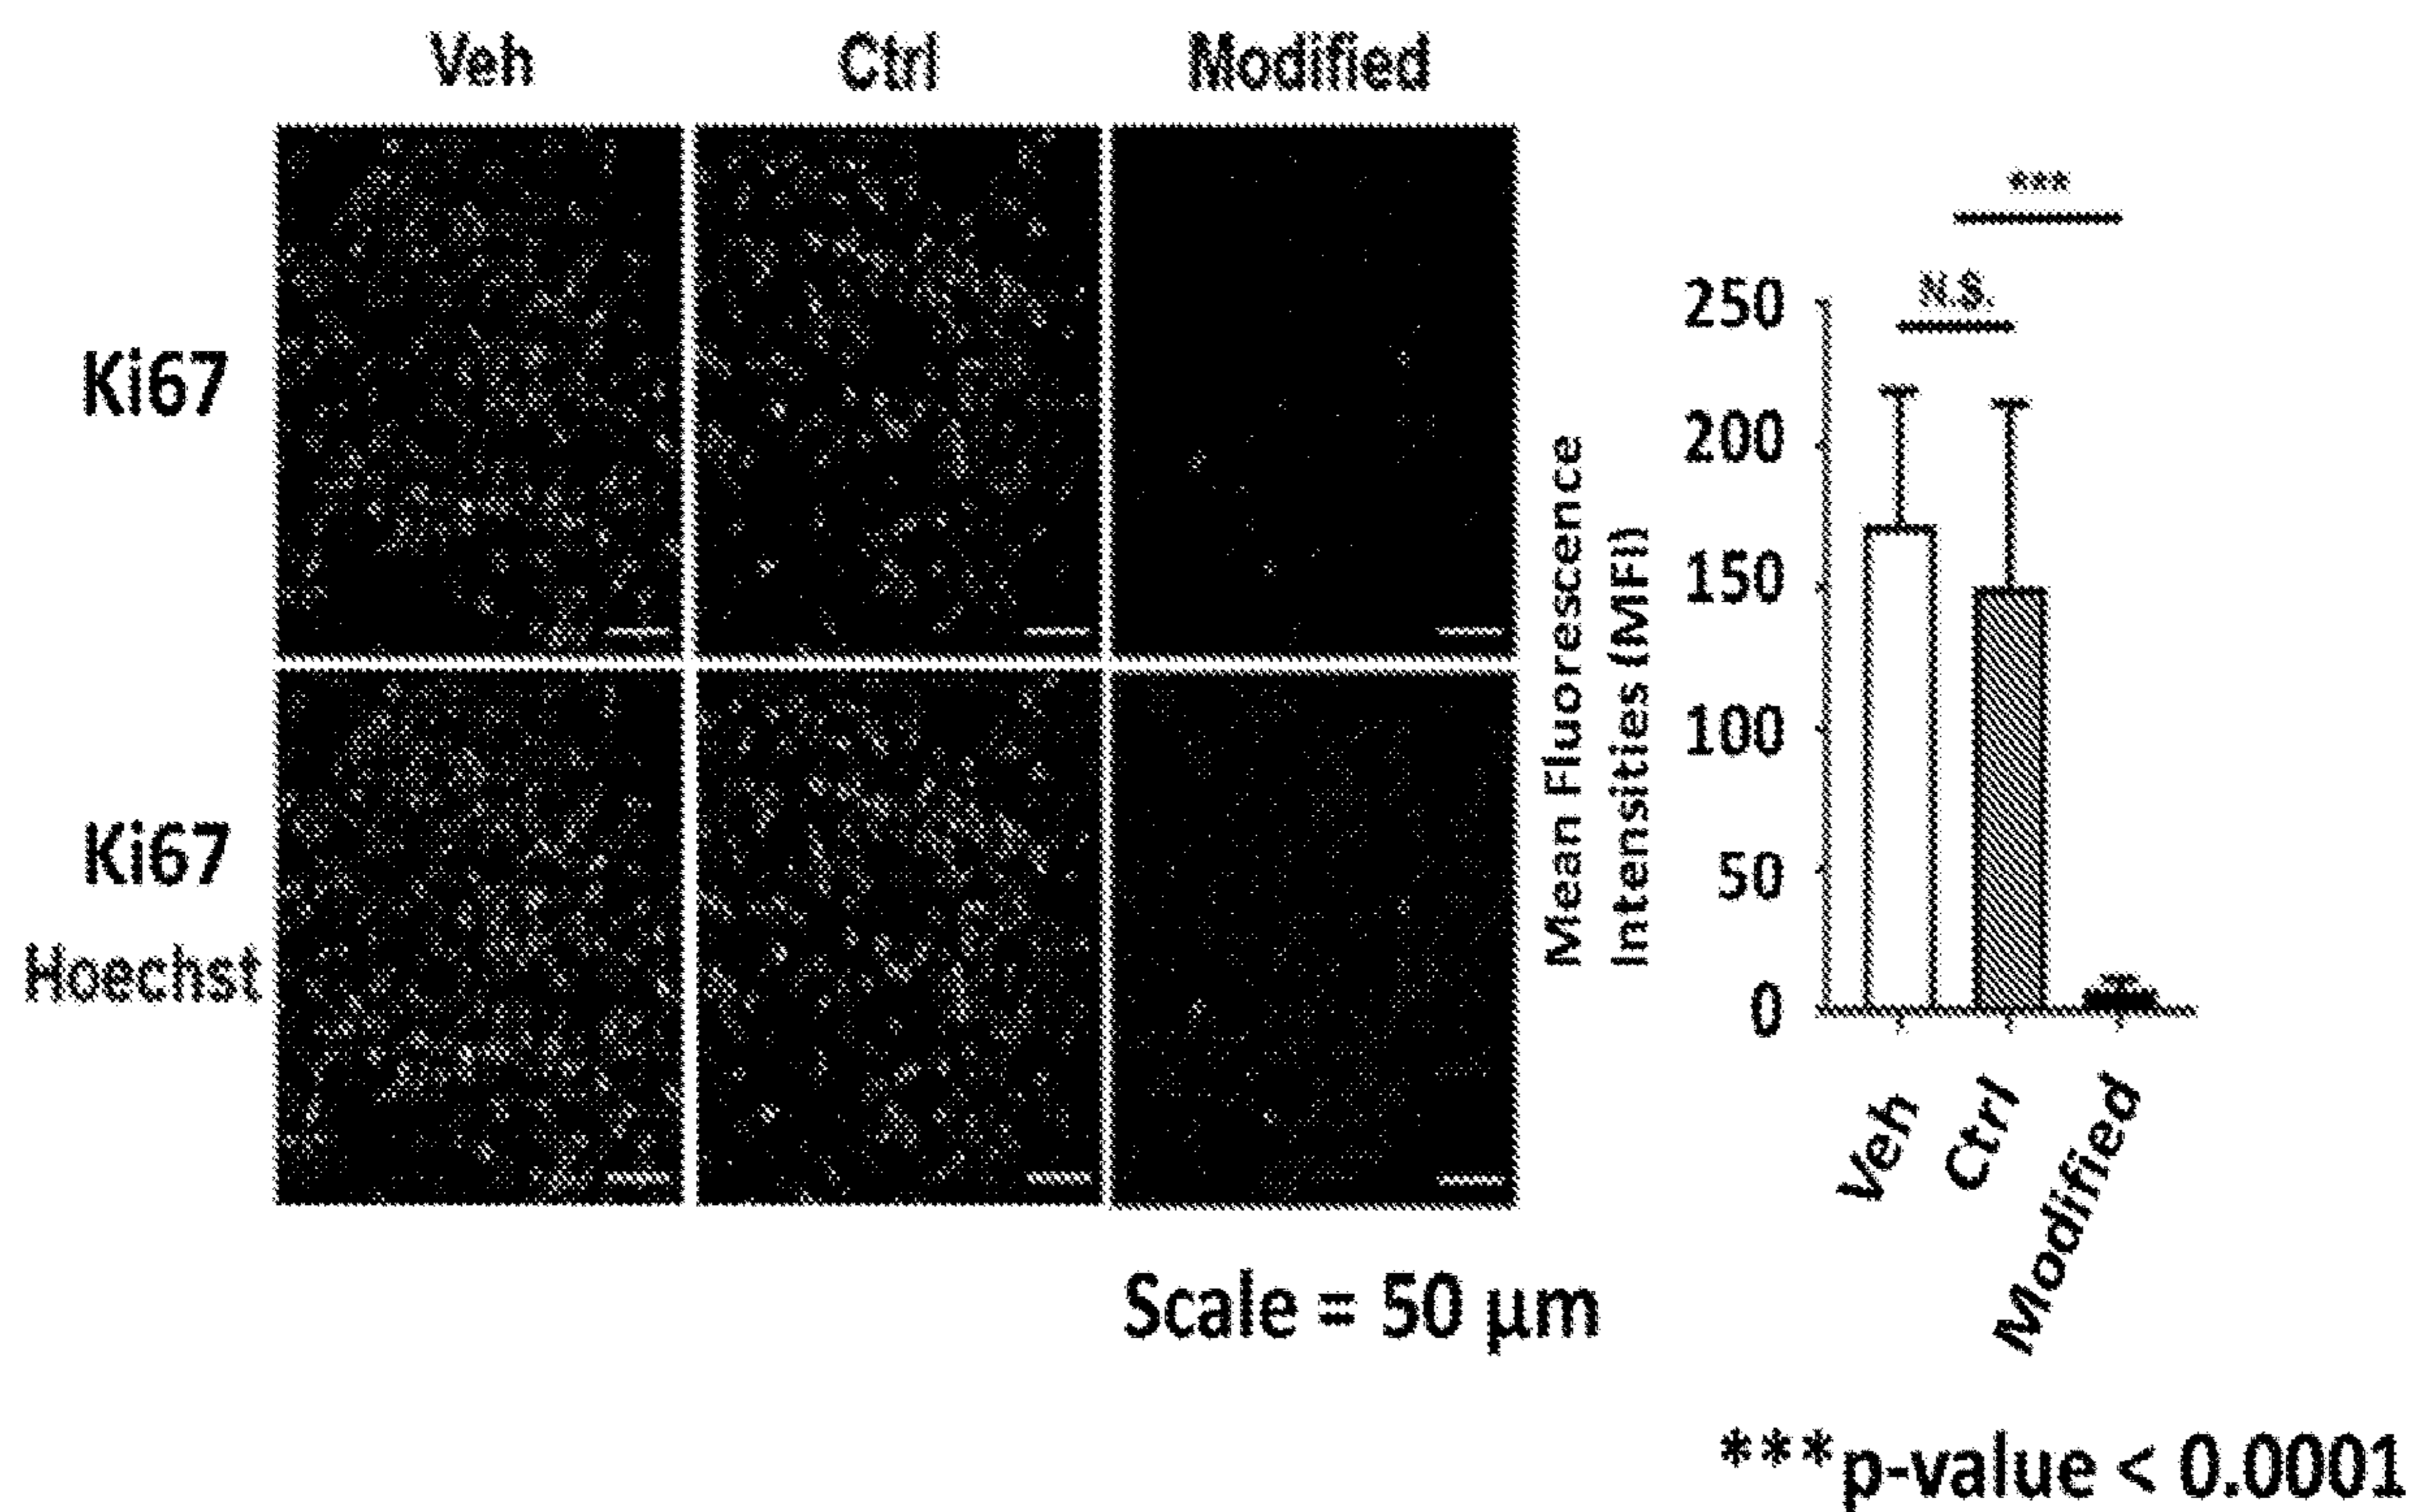 Veh
Ctrl
Modified
Ki67
Ki67
Hoechst
Scale = 50 µm
Mean Fluorescence
Intensities (MFI)
***
N.S.
250
200
150
100
50
0
Veh
Ctrl
Modified
***p-value < 0.0001